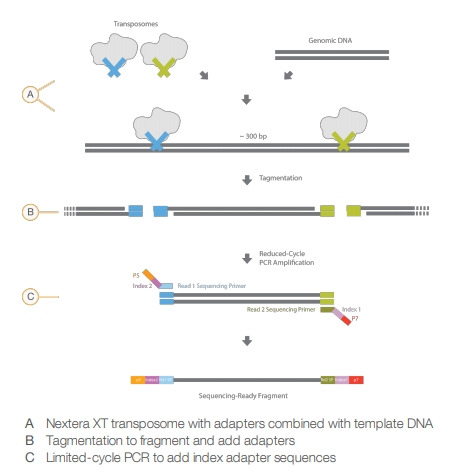 Transposomes
Genomic DNA
A
~ 300 bp
Tagmentation
B
Reduced-Cycle
PCR Amplification
P5
Index 2
Read 1 Sequencing Primer
C
Read 2 Sequencing Primer
Index 1
P7
p5
p7
Sequencing-Ready Fragment
A Nextera XT transposome with adapters combined with template DNA
B Tagmentation to fragment and add adapters
C Limited-cycle PCR to add index adapter sequences